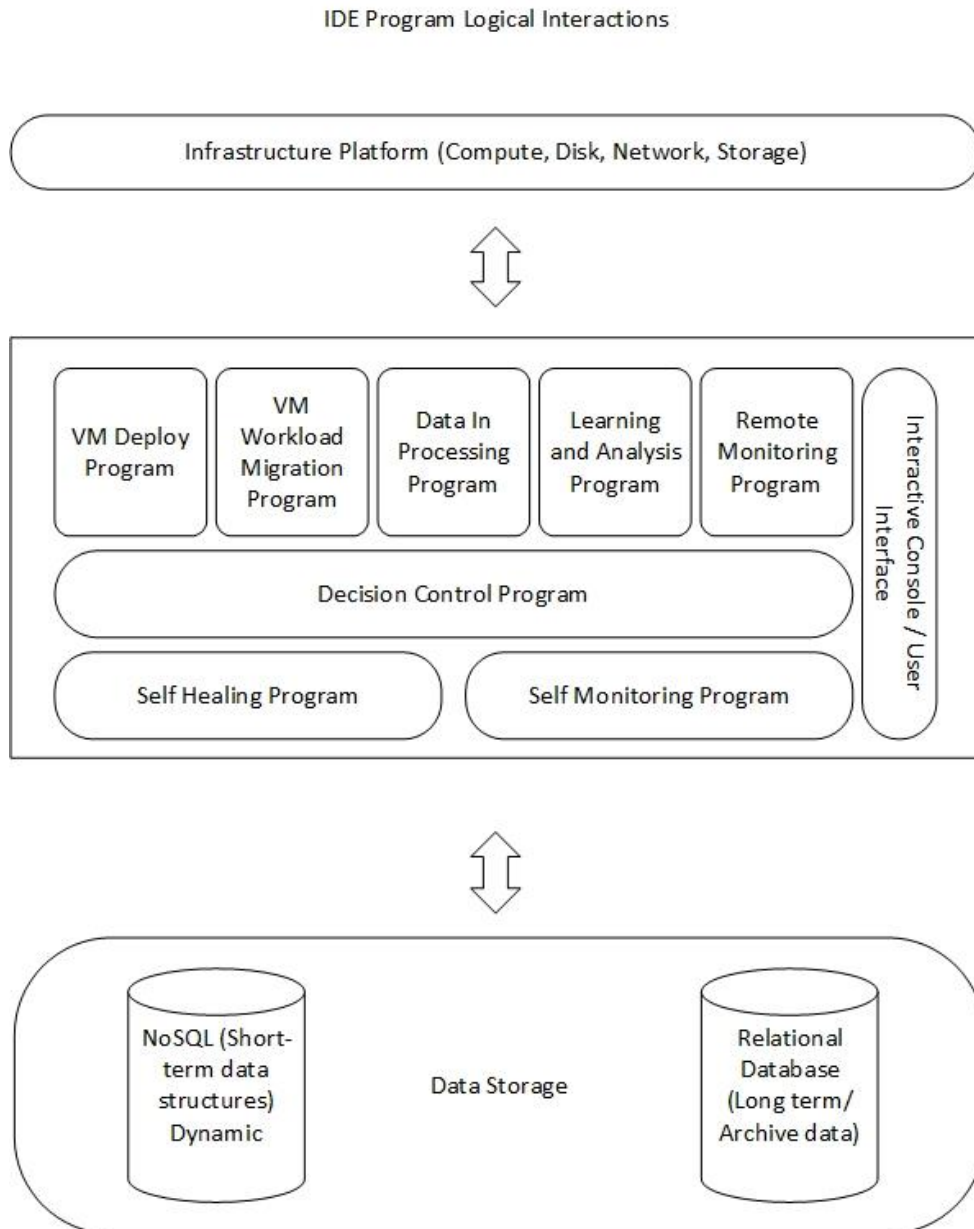 IDE Program Logical Interactions
Infrastructure Platform (Compute, Disk, Network, Storage)
VM Deploy
Program
VM
Workload
Migration
Program
Data In
Processing
Program
Learning
and Analysis
Program
Remote
Monitoring
Program
Interactive Console / User
Interface
Decision Control Program
Self Healing Program
Self Monitoring Program
NoSQL (Short-
term data
structures)
Dynamic
Data Storage
Relational
Database
(Long term/
Archive data)